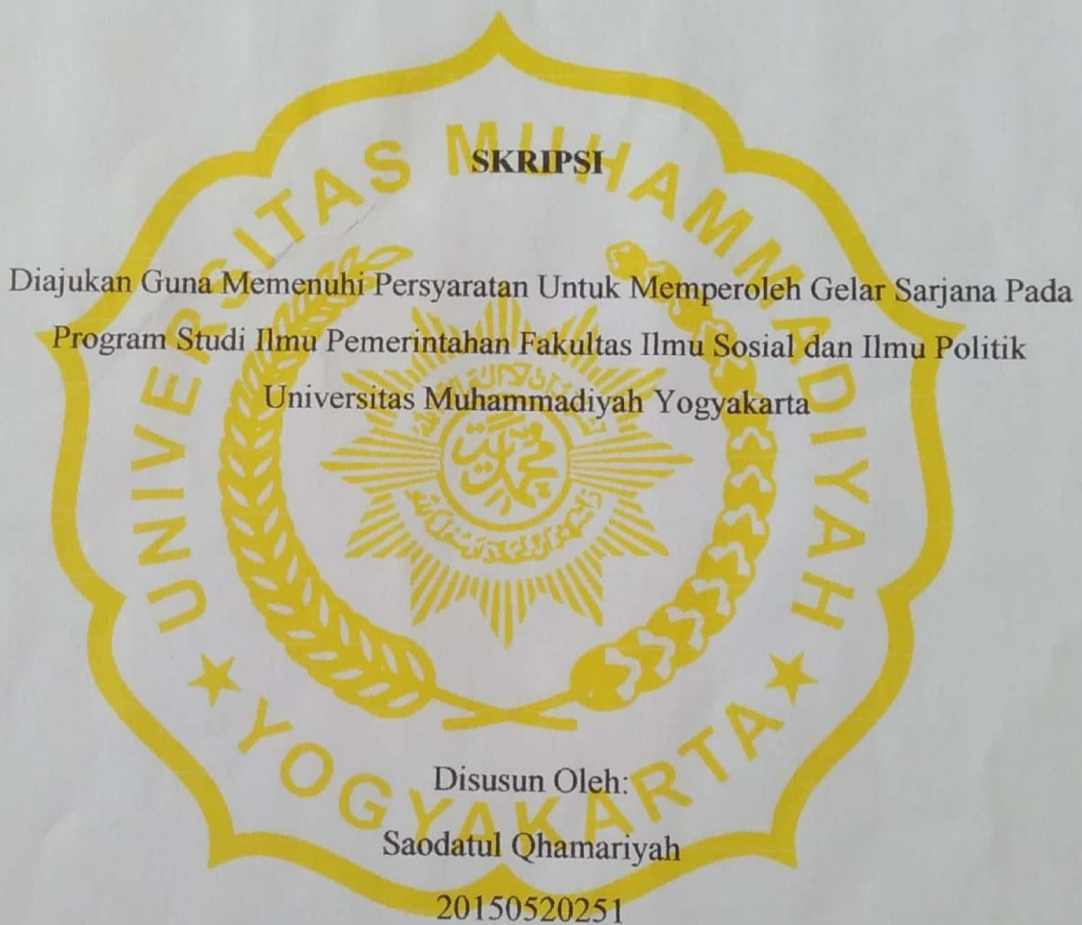 SKRIPSI
Diajukan Guna Memenuhi Persyaratan Untuk Memperoleh Gelar Sarjana Pada
Program Studi Ilmu Pemerintahan Fakultas Ilmu Sosial dan Ilmu Politik
Universitas Muhammadiyah Yogyakarta
Disusun Oleh:
Saodatul Qhamariyah
20150520251
UNIVERSITAS MUHAMMADIYAH
★ YOGYAKARTA ★